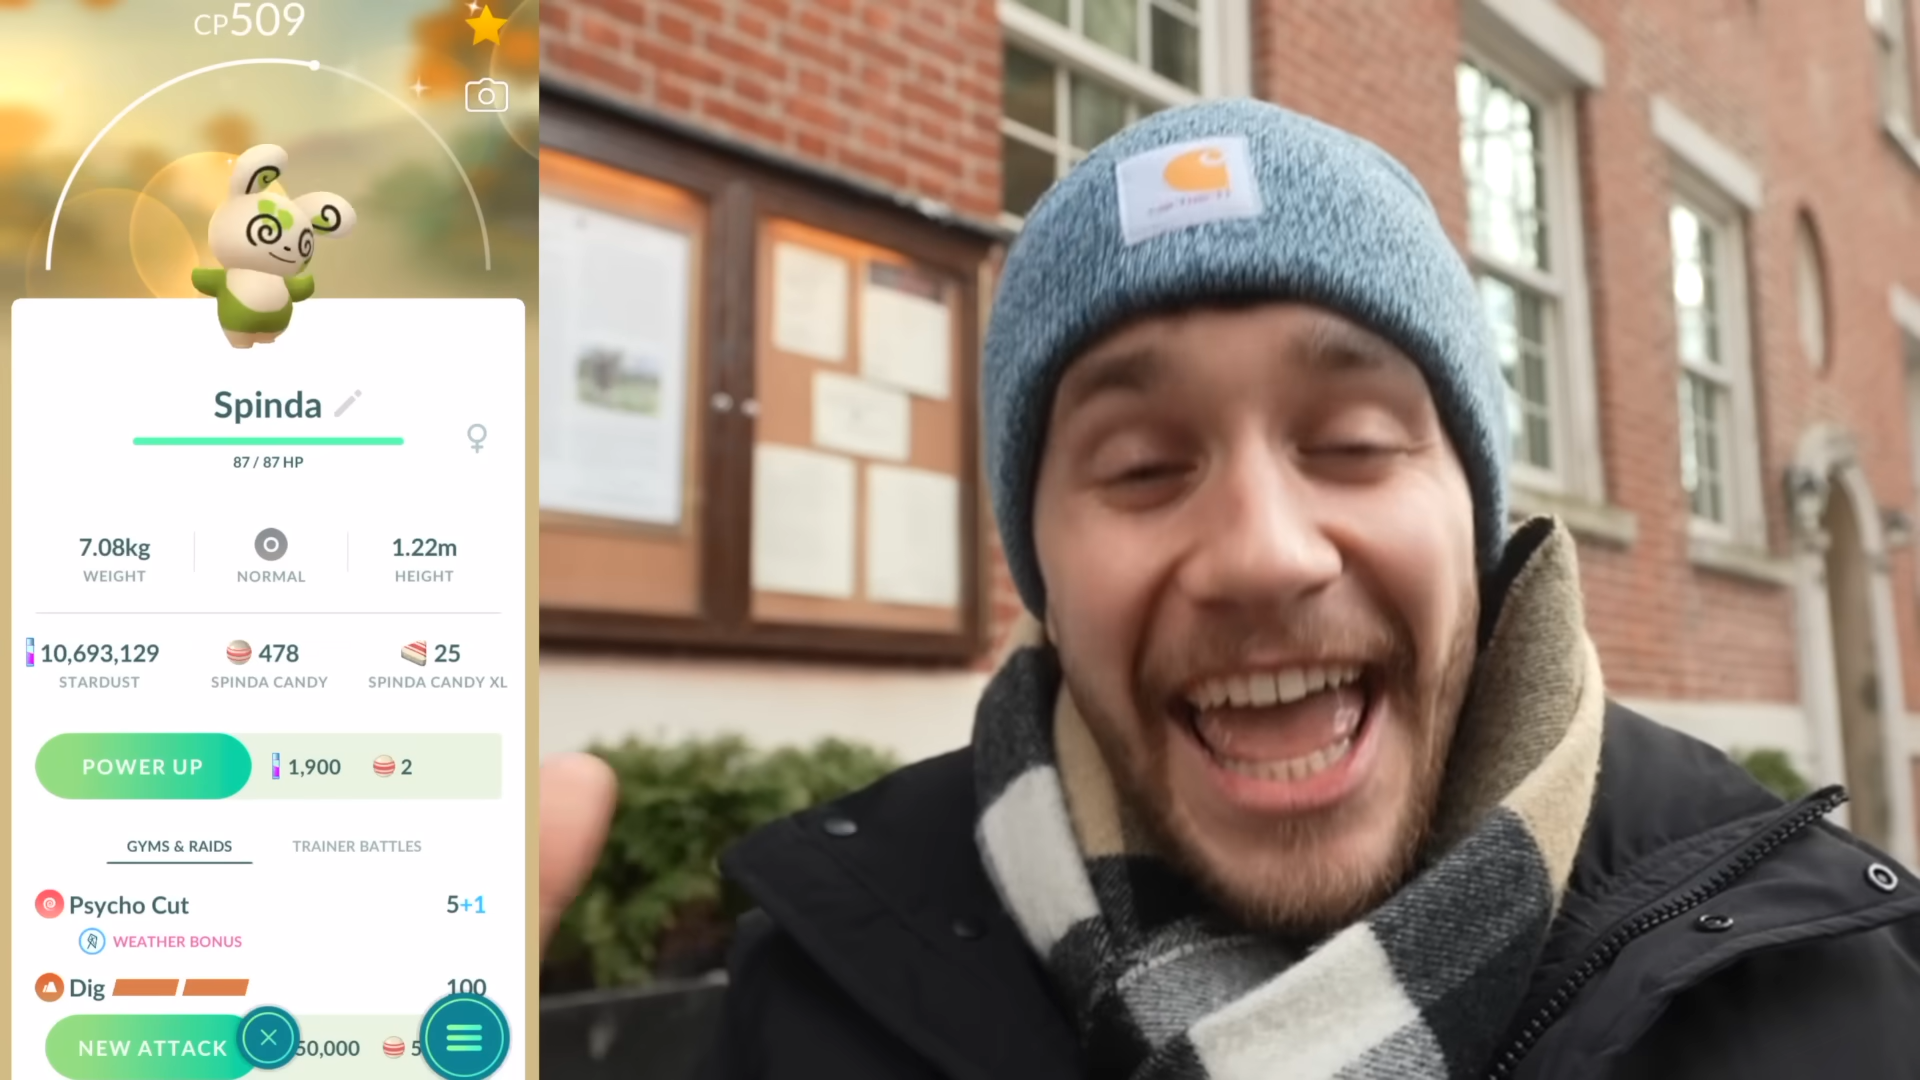 CP509
Spinda
87 / 87 HP
7.08kg
WEIGHT
NORMAL
1.22m
HEIGHT
10,693,129
STARDUST
478
SPINDA CANDY
25
SPINDA CANDY XL
POWER UP
1,900
2
GYMS & RAIDS
TRAINER BATTLES
Psycho Cut
5+1
WEATHER BONUS
Dig
100
NEW ATTACK
50,000
5